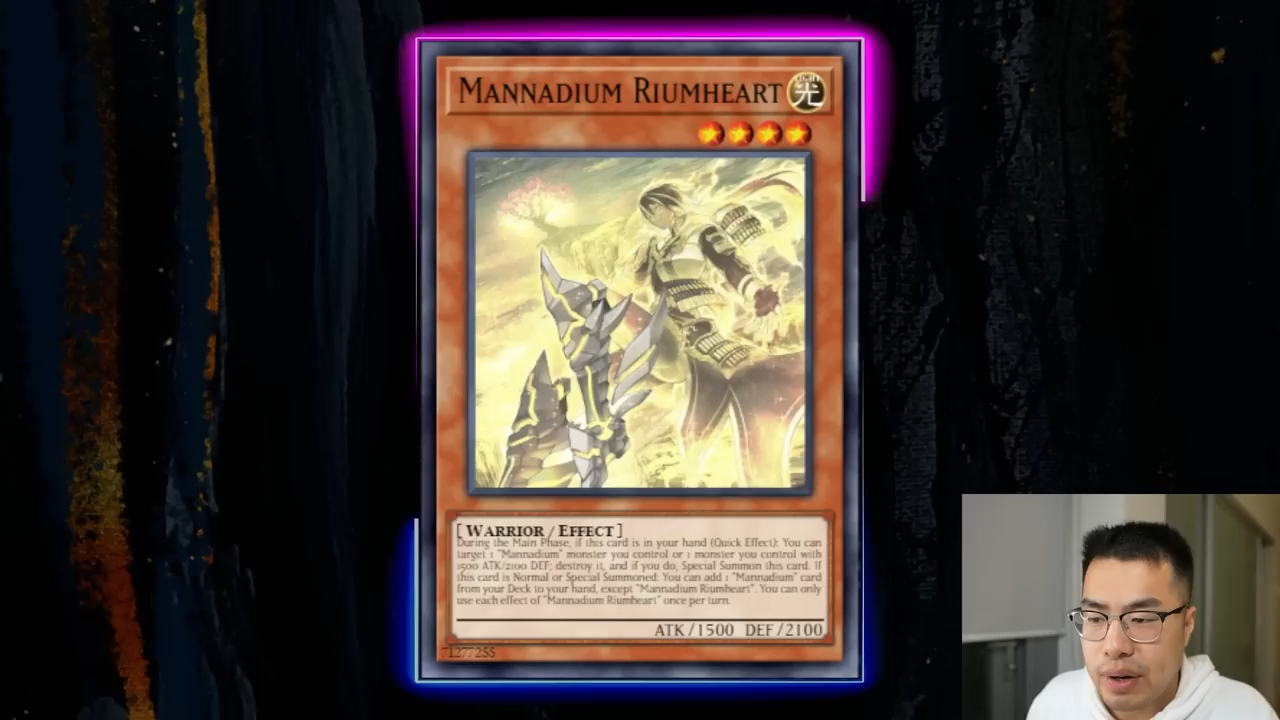 MANNADIUM RIUMHEART
光
[ WARRIOR / EFFECT ]
During the Main Phase, if this card is in your hand (Quick Effect): You can
target 1 "Mannadium" monster you control or 1 monster you control with
1500 ATK/2100 DEF; destroy it, and if you do, Special Summon this card. If
this card is Normal or Special Summoned: You can add 1 "Mannadium" card
from your Deck to your hand, except "Mannadium Riumheart". You can only
use each effect of "Mannadium Riumheart" once per turn.
ATK/1500 DEF/2100